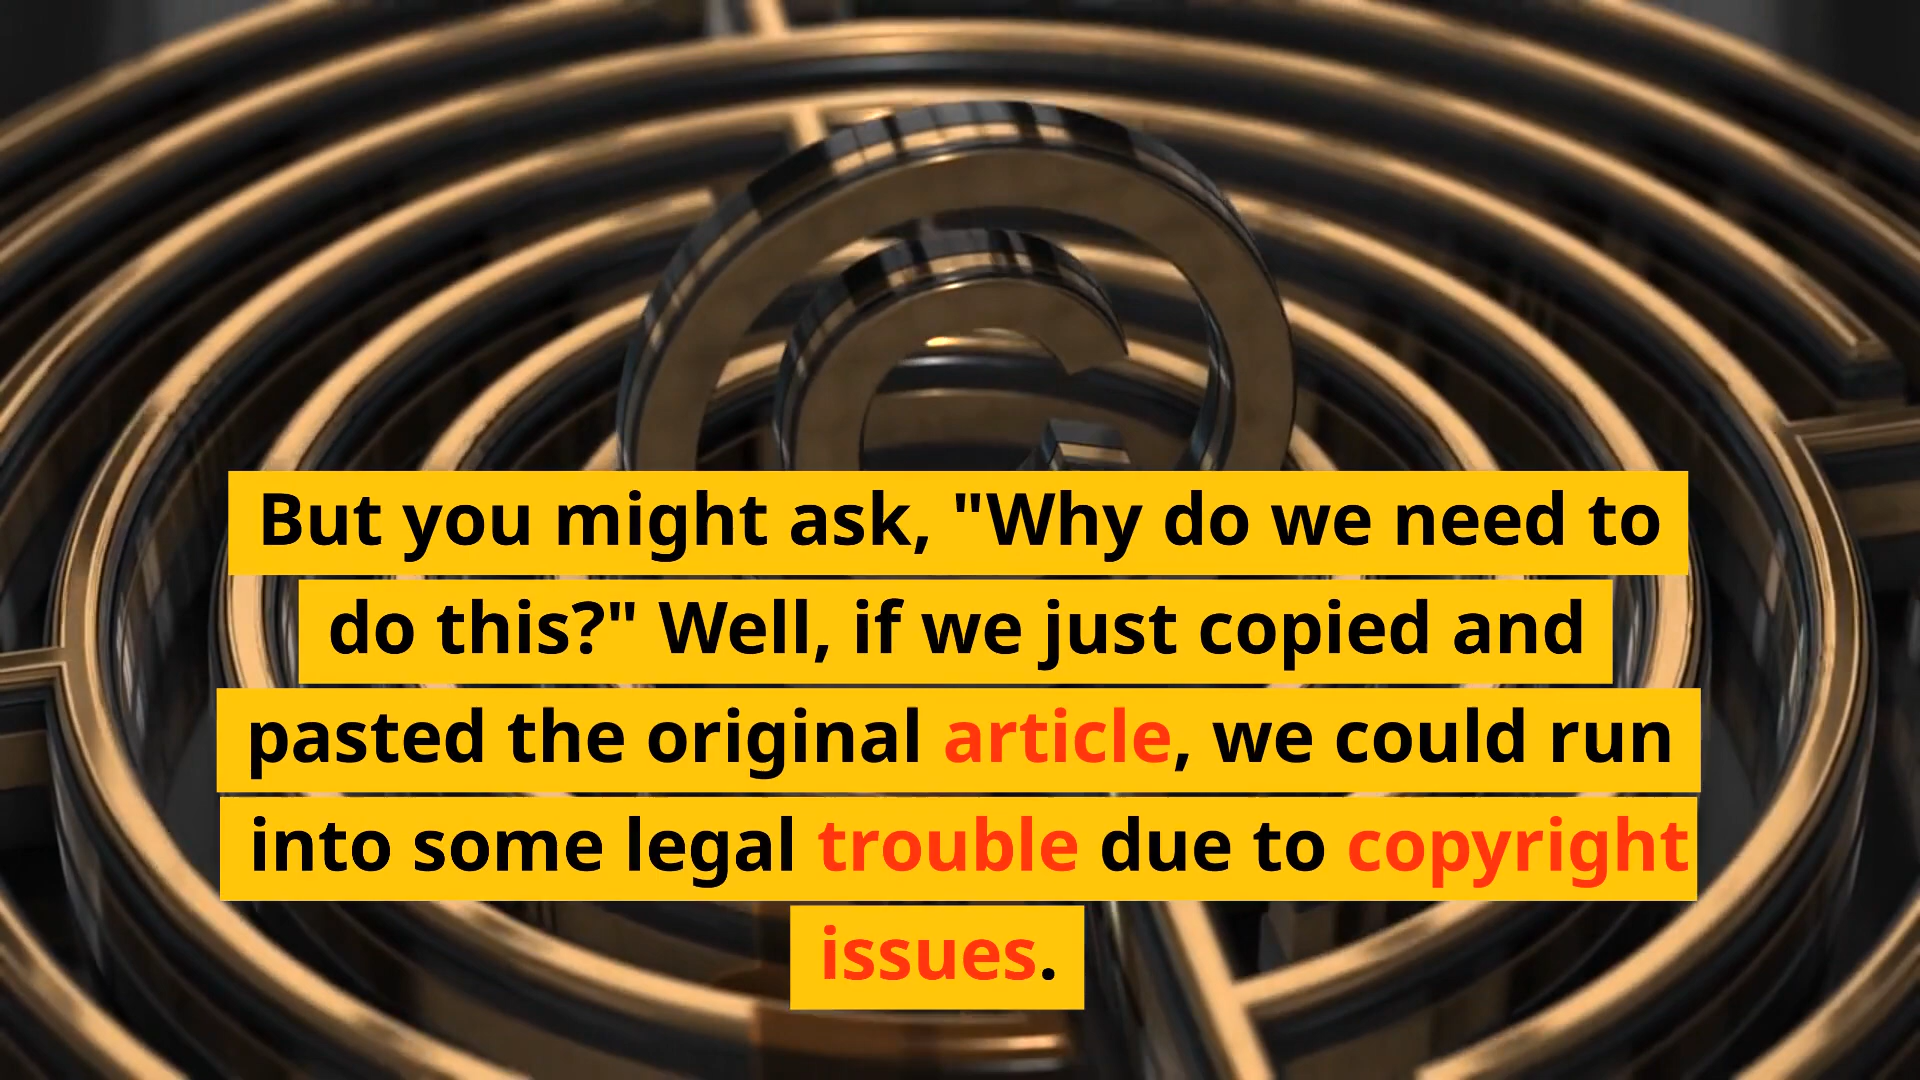 But you might ask, "Why do we need to
do this?" Well, if we just copied and
pasted the original article, we could run
into some legal trouble due to copyright
issues.